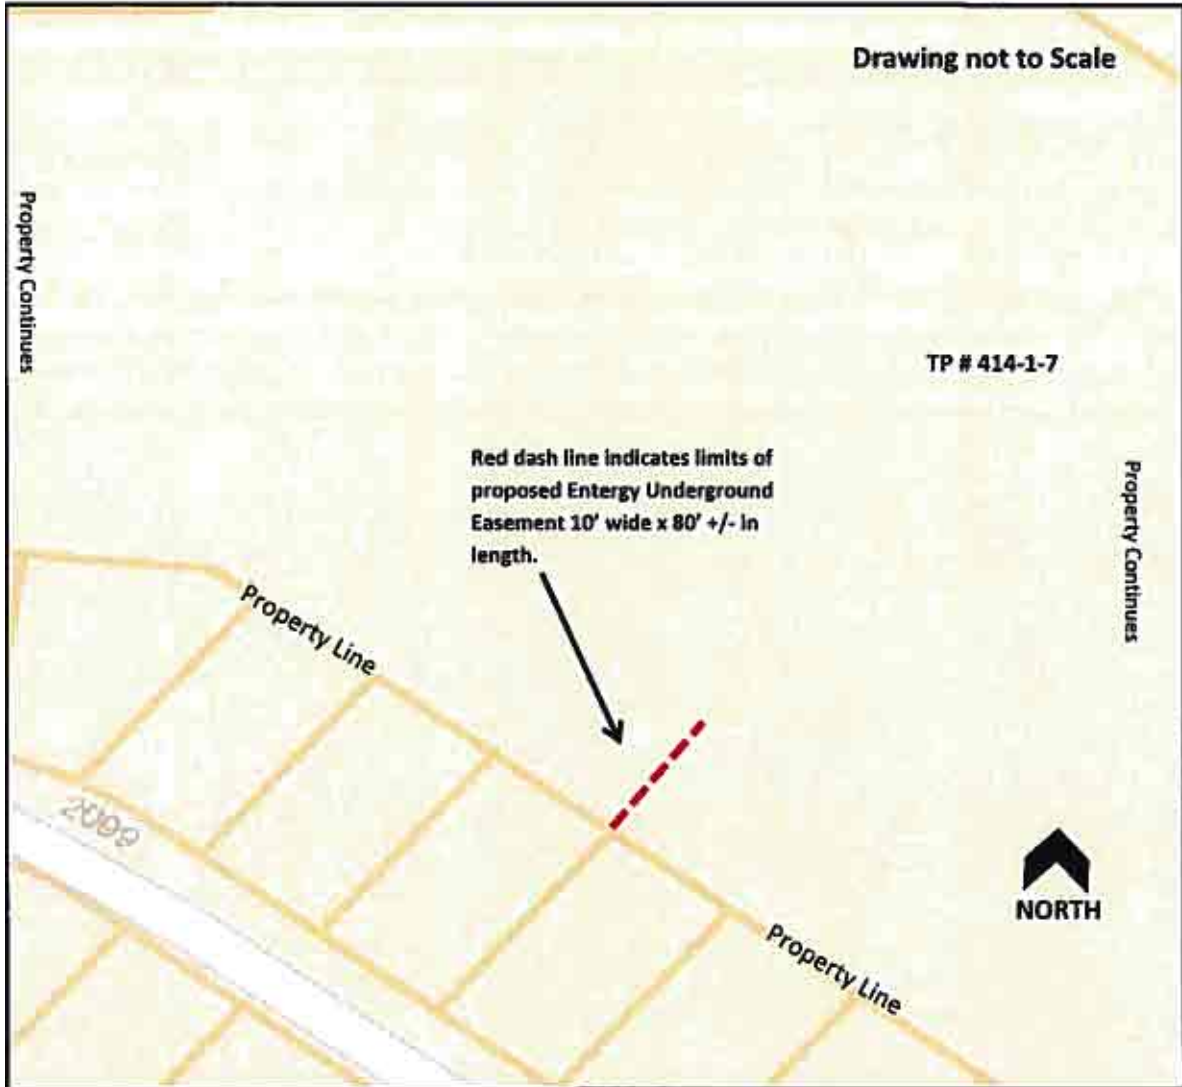 Drawing not to Scale
Property Continues
TP # 414-1-7
Red dash line indicates limits of
proposed Entergy Underground
Easement 10' wide x 80' +/- in
length.
Property Continues
Property Line
2099
NORTH
Property Line